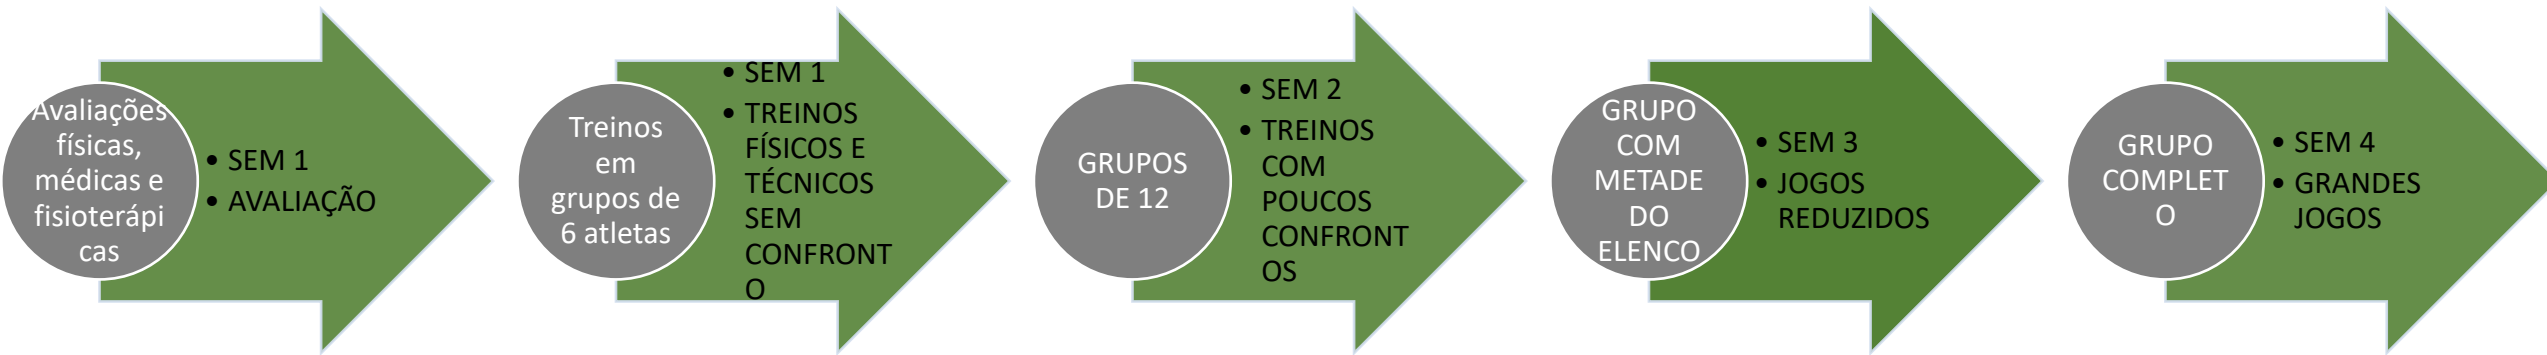 Avaliações
físicas,
médicas e
fisioterápi
cas
• SEM 1
• AVALIAÇÃO
Treinos
em
grupos de
6 atletas
• SEM 1
• TREINOS
FÍSICOS E
TÉCNICOS
SEM
CONFRONT
O
GRUPOS
DE 12
• SEM 2
• TREINOS
COM
POUCOS
CONFRONT
OS
GRUPO
COM
METADE
DO
ELENCO
• SEM 3
• JOGOS
REDUZIDOS
GRUPO
COMPLET
O
• SEM 4
• GRANDES
JOGOS